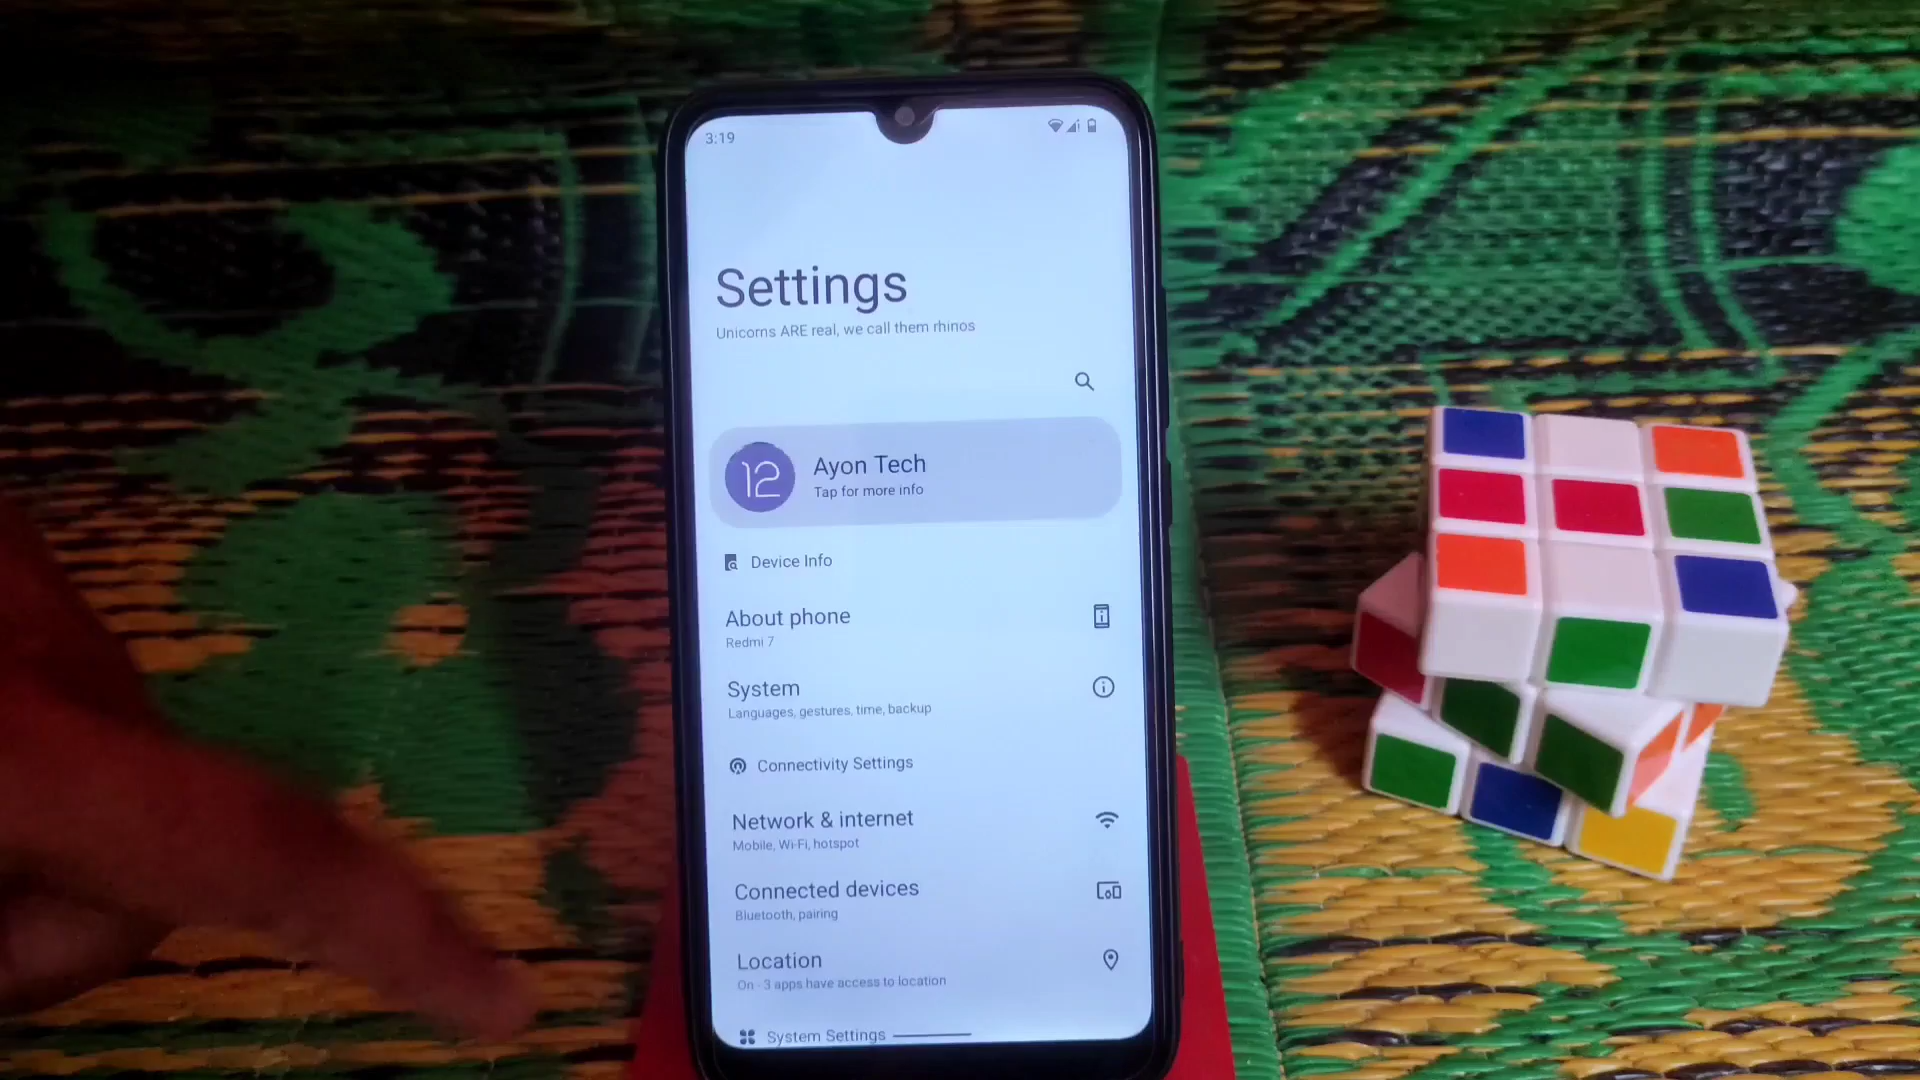 3:19
Settings
Unicorns ARE real, we call them rhinos
12
Ayon Tech
Tap for more info
Device Info
About phone
Redmi 7
System
Languages, gestures, time, backup
Connectivity Settings
Network & internet
Mobile, Wi-Fi, hotspot
Connected devices
Bluetooth, pairing
Location
On - 3 apps have access to location
System Settings